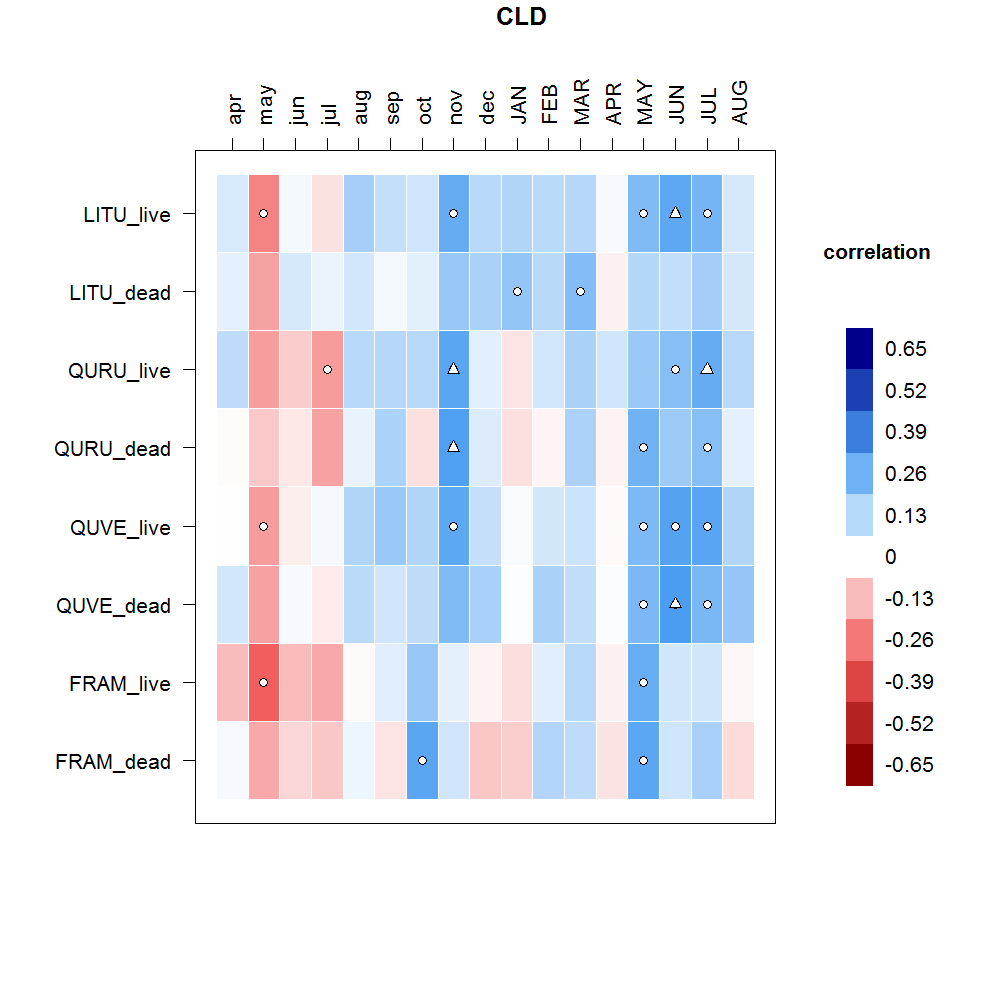 CLD
apr may jun jul aug sep oct nov dec JAN FEB MAR APR MAY JUN JUL AUG
LITU_live
LITU_dead
QURU_live
QURU_dead
QUVE_live
QUVE_dead
FRAM_live
FRAM_dead
correlation
0.65
0.52
0.39
0.26
0.13
0
-0.13
-0.26
-0.39
-0.52
-0.65